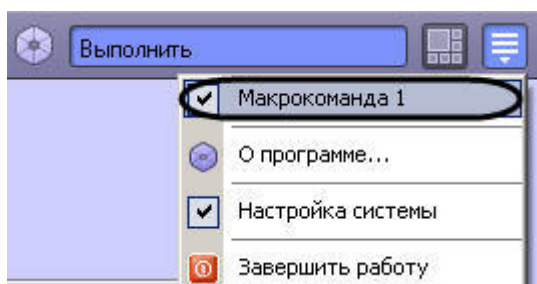 Выполнить
Макрокоманда 1
О программе...
Настройка системы
Завершить работу